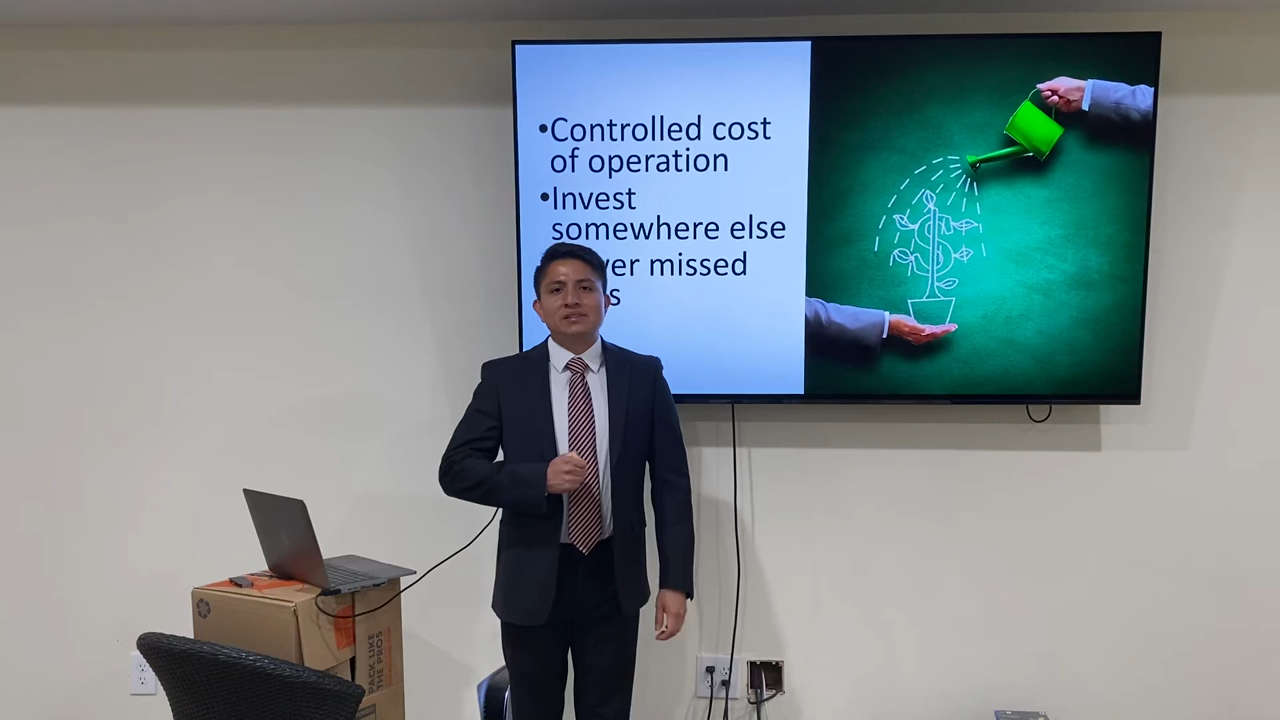 •Controlled cost
of operation
•Invest
somewhere else
missed
PACK LIKE
THE PROS